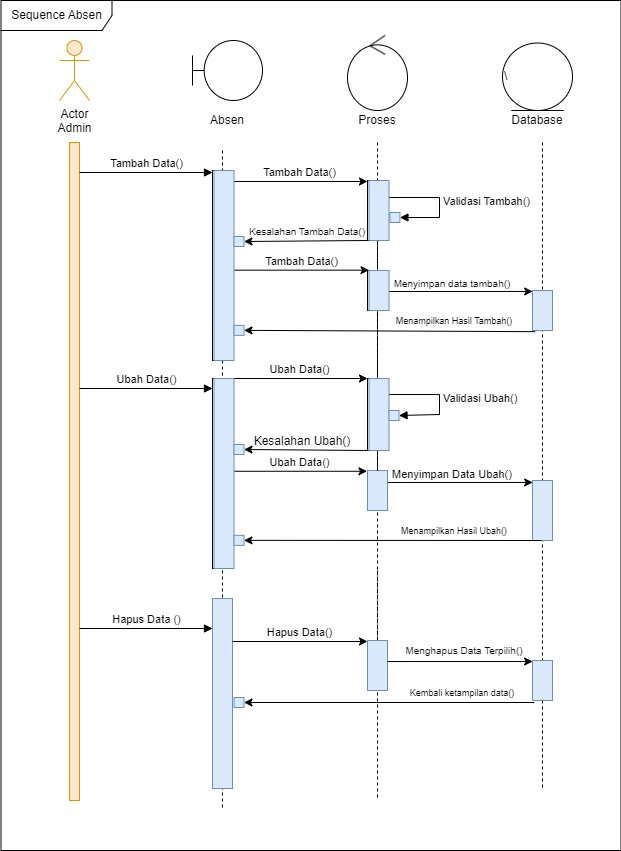 Sequence Absen
Actor
Admin
Absen
Proses
Database
Tambah Data()
Tambah Data()
Validasi Tambah()
Kesalahan Tambah Data()
Tambah Data()
Menyimpan data tambah()
Menampilkan Hasil Tambah()
Ubah Data()
Ubah Data()
Validasi Ubah()
Kesalahan Ubah()
Ubah Data()
Menyimpan Data Ubah()
Menampilkan Hasil Ubah()
Hapus Data ()
Hapus Data()
Menghapus Data Terpilih()
Kembali ketampilan data()